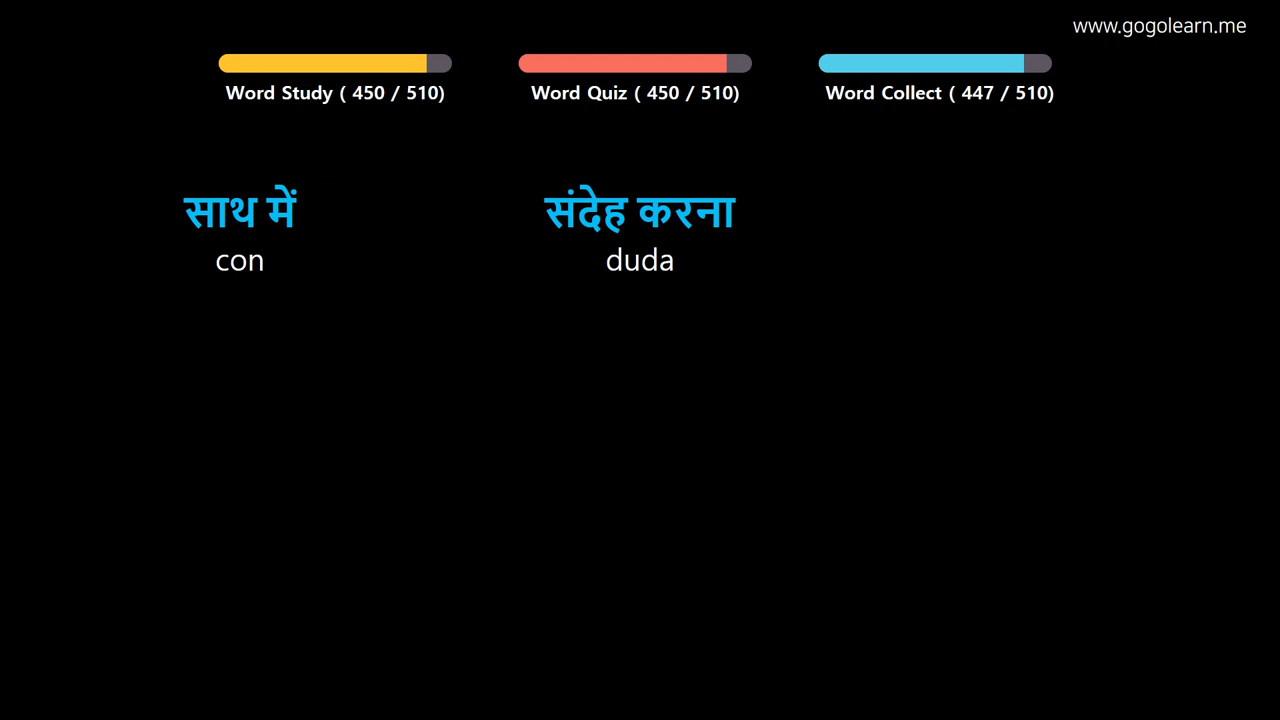 www.gogolearn.me
Word Study ( 450 / 510)
Word Quiz ( 450 / 510)
Word Collect ( 447 / 510)
साथ में
con
संदेह करना
duda